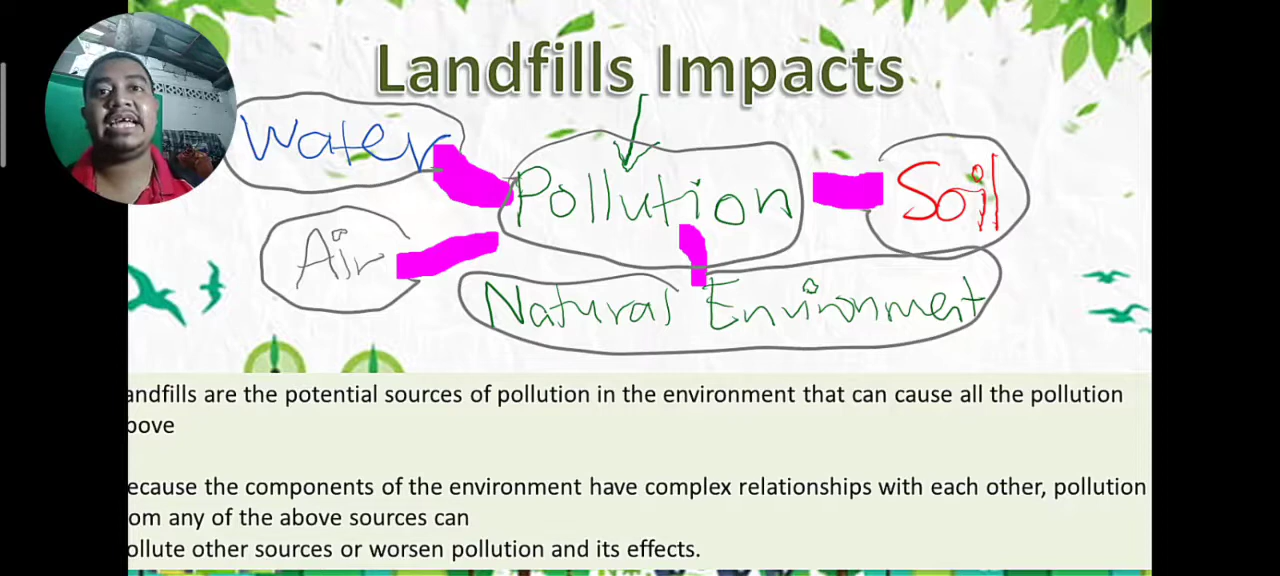 Landfills Impacts
Water
Pollution
Soil
Air
Natural Environment
andfills are the potential sources of pollution in the environment that can cause all the pollution
bove
ecause the components of the environment have complex relationships with each other, pollution
om any of the above sources can
ollute other sources or worsen pollution and its effects.